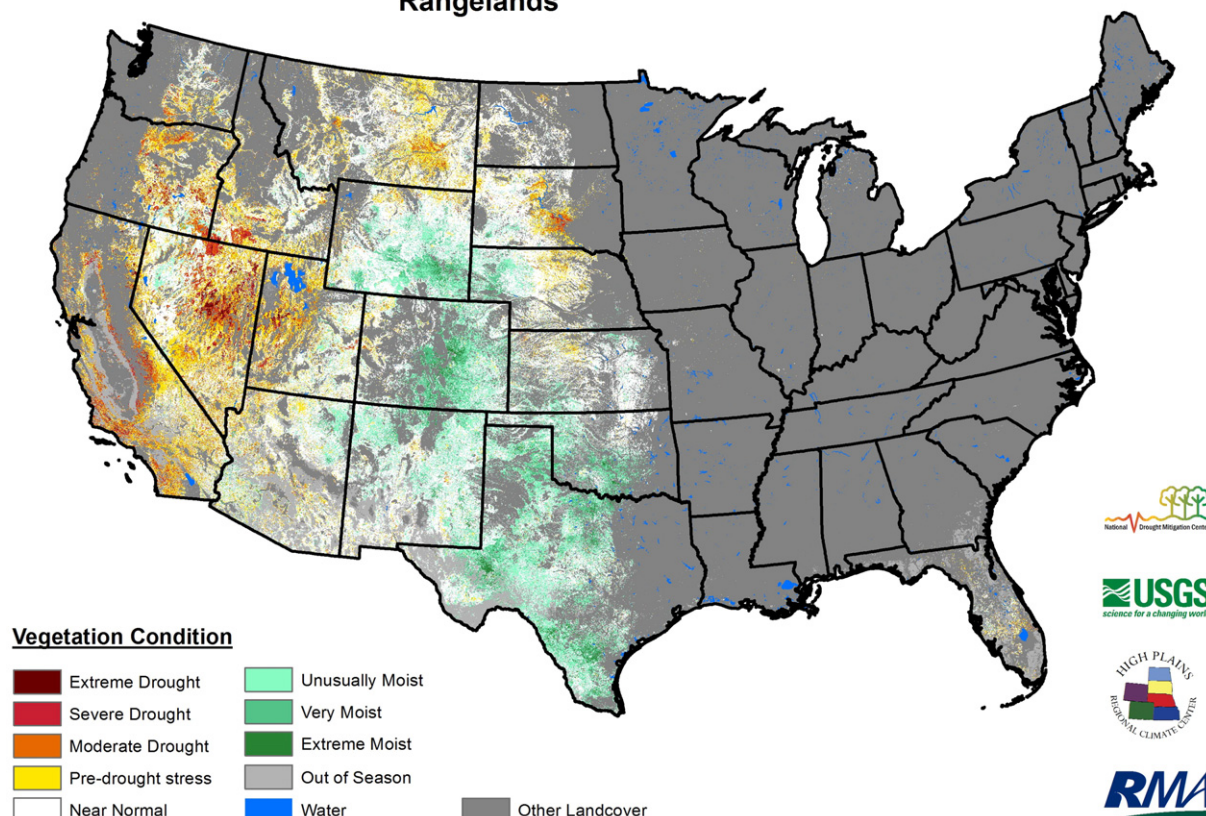 Rangelands
National Drought Mitigation Cente
USGS
science for a changing worl
HIGH PLAINS
REGIONAL CLIMATE CENTER
RMA
Vegetation Condition
Extreme Drought
Severe Drought
Moderate Drought
Pre-drought stress
Near Normal
Unusually Moist
Very Moist
Extreme Moist
Out of Season
Water
Other Landcover